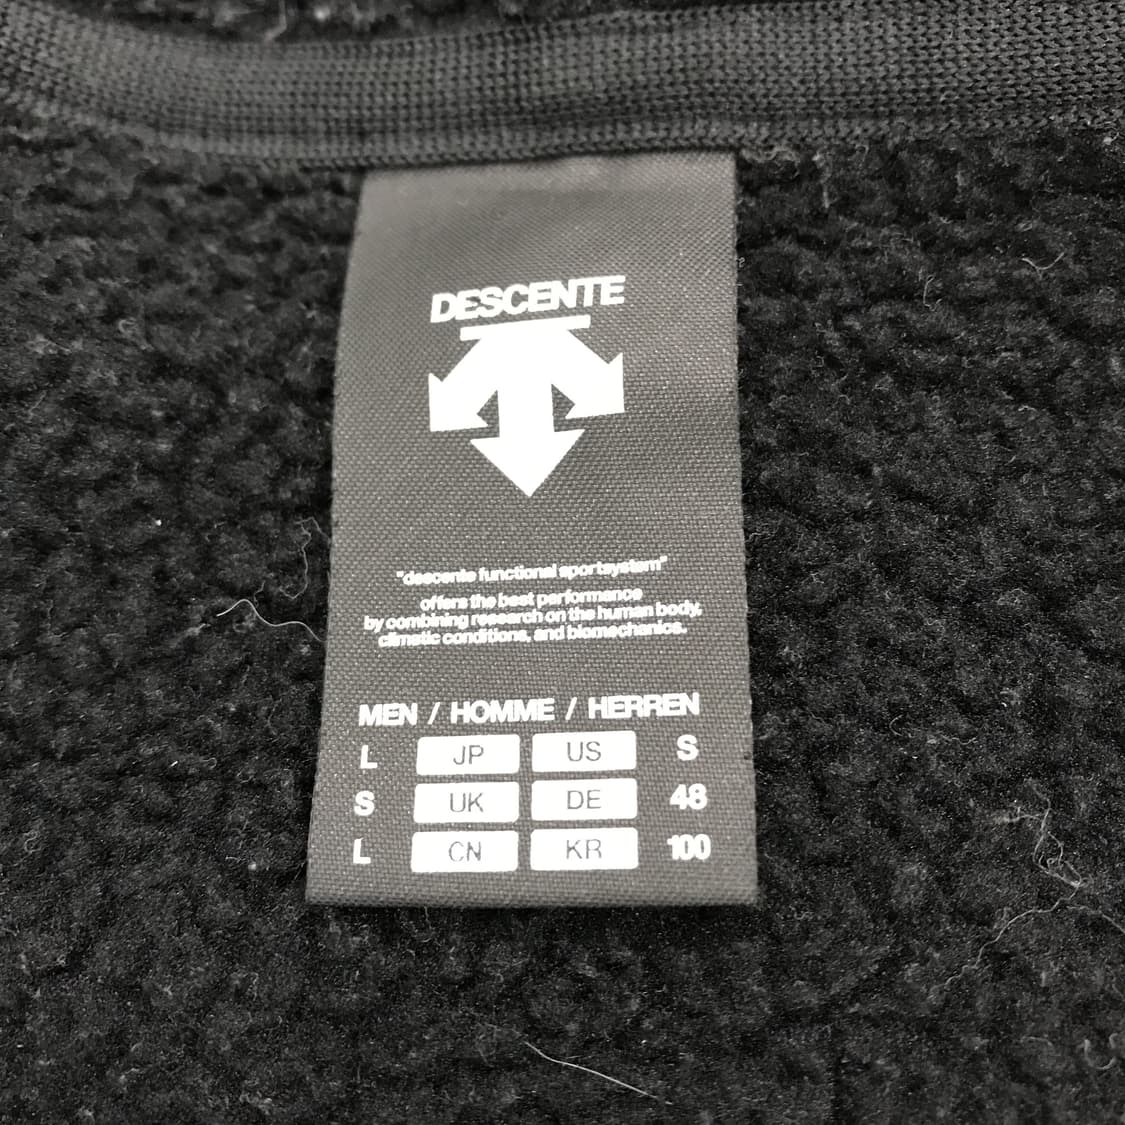 DESCENTE
"descente functional sportsystem"
offers the best performance
by combining research on the human body,
climatic conditions, and biomechanics.
MEN / HOMME / HERREN
L JP US S
S UK DE 48
L CN KR 100